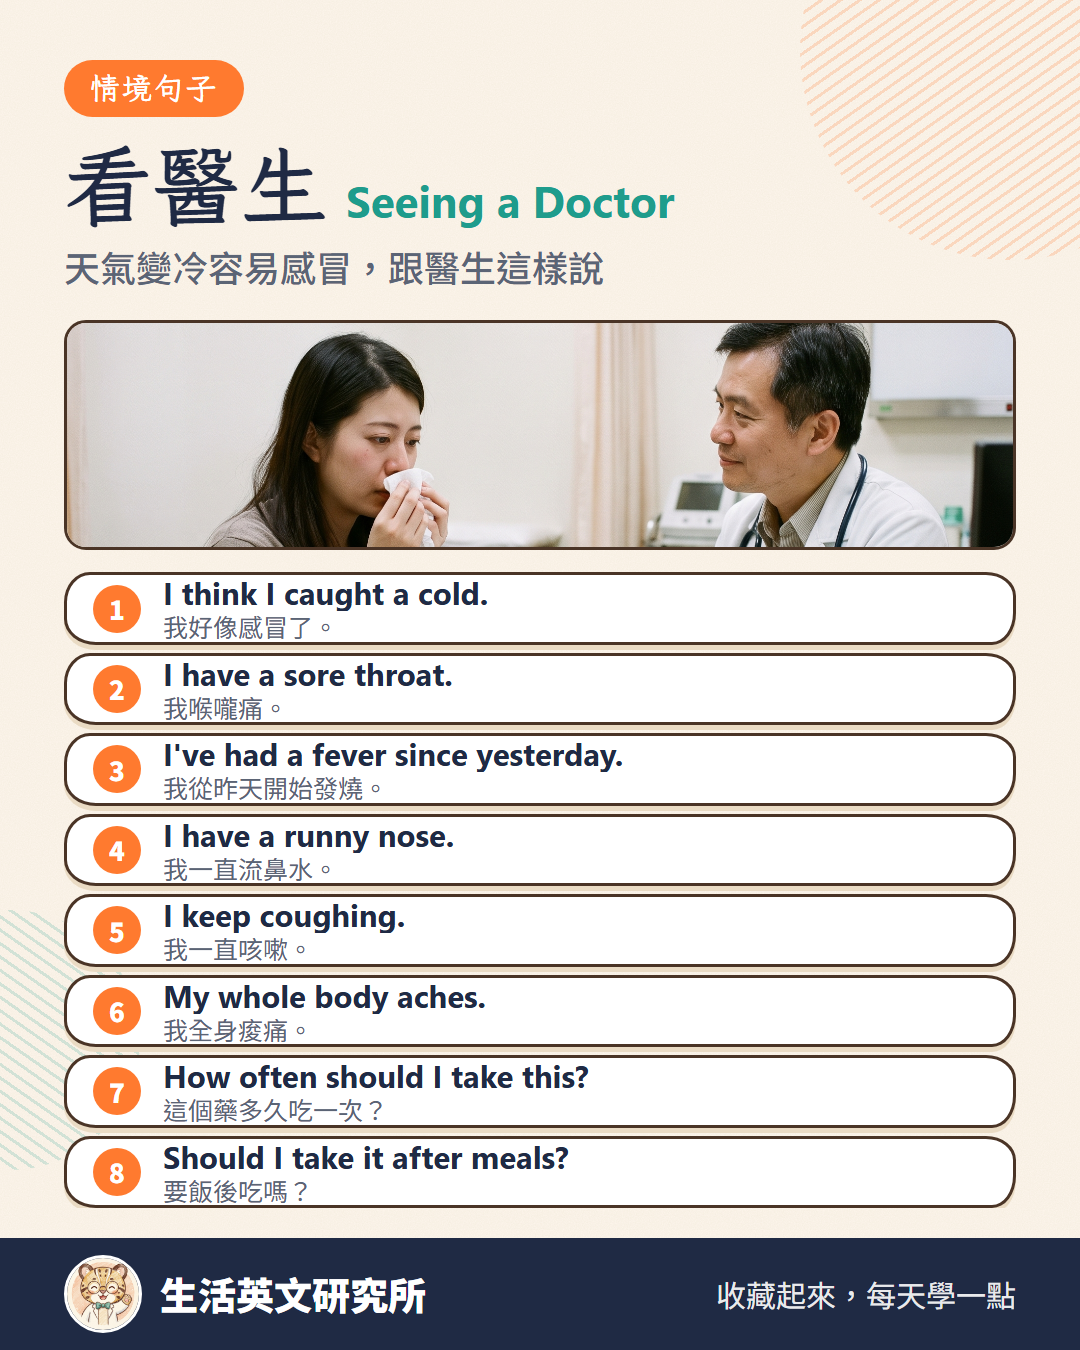 情境句子
看醫生 Seeing a Doctor
天氣變冷容易感冒，跟醫生這樣說
1 I think I caught a cold.
我好像感冒了。
2 I have a sore throat.
我喉嚨痛。
3 I've had a fever since yesterday.
我從昨天開始發燒。
4 I have a runny nose.
我一直流鼻水。
5 I keep coughing.
我一直咳嗽。
6 My whole body aches.
我全身痠痛。
7 How often should I take this?
這個藥多久吃一次？
8 Should I take it after meals?
要飯後吃嗎？
生活英文研究所
收藏起來，每天學一點